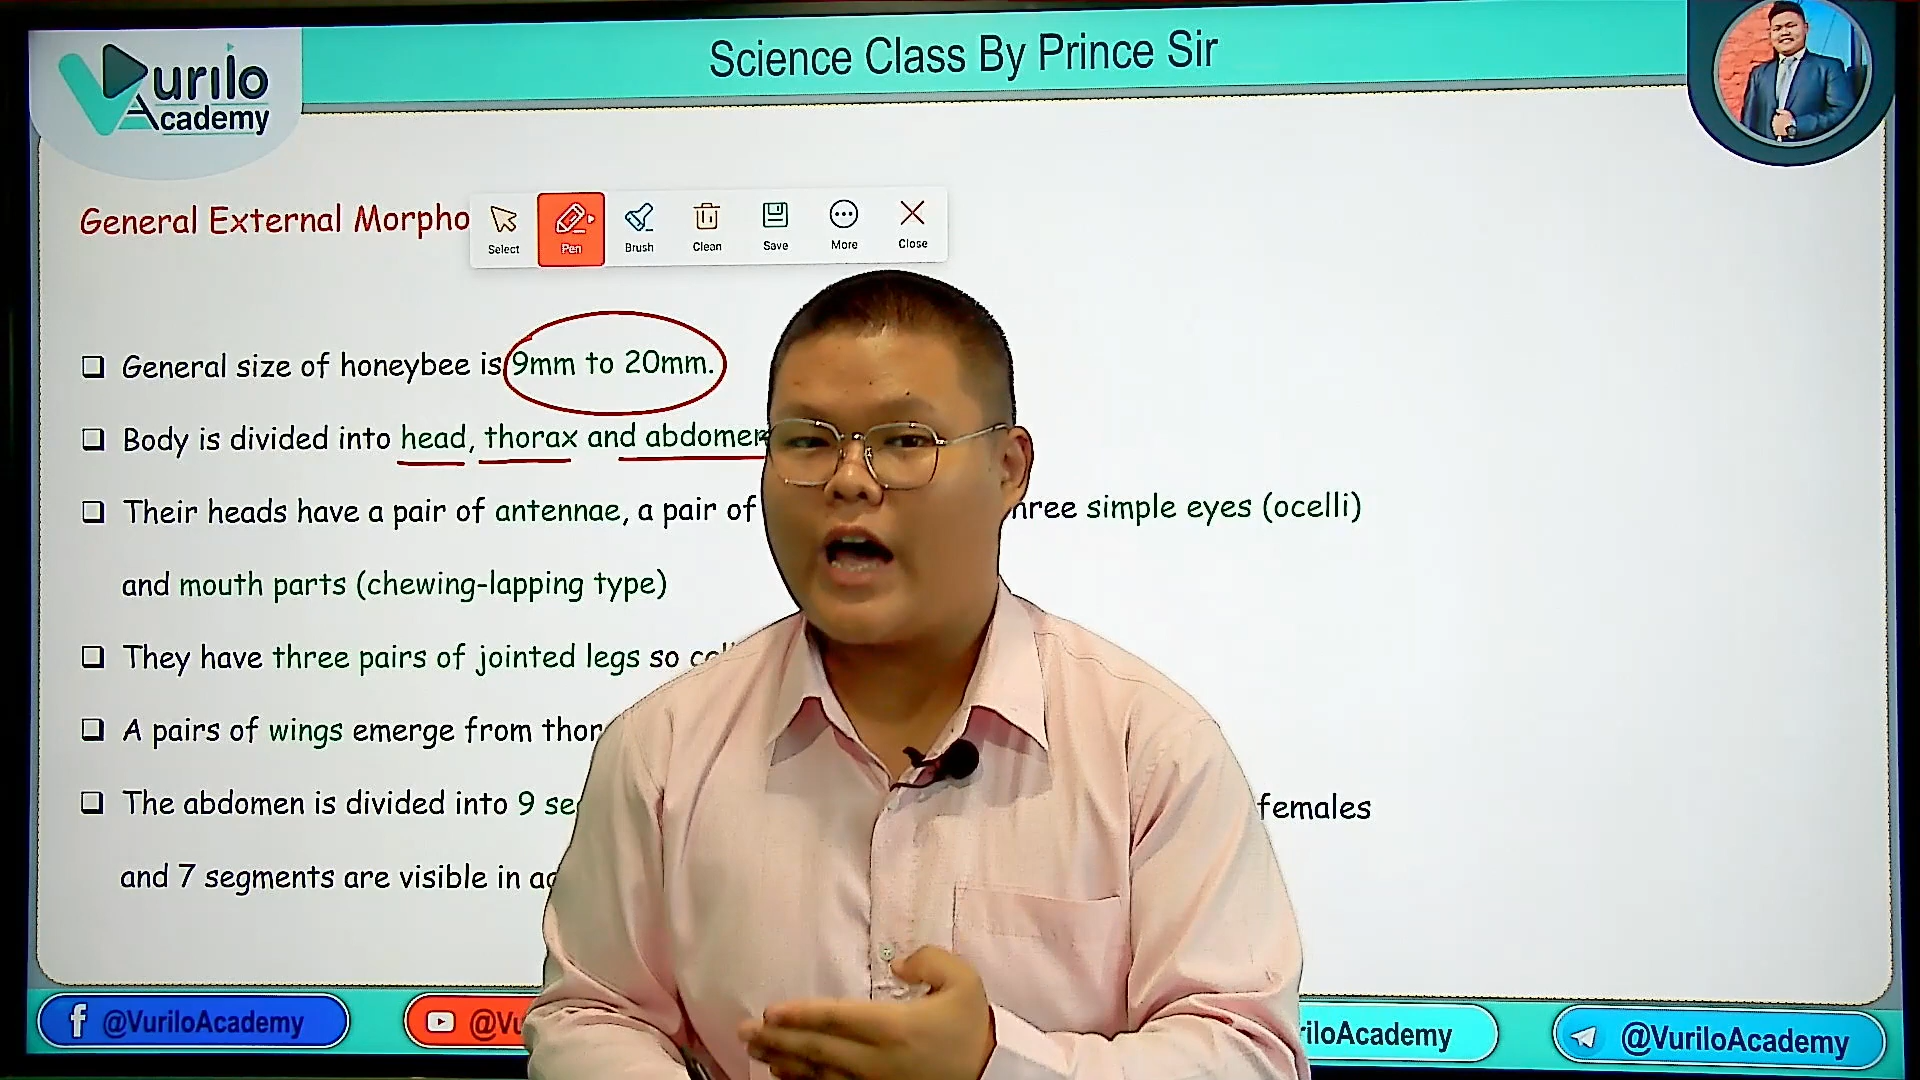 Vurilo
Academy
Science Class By Prince Sir
General External Morpho
Select
Pen
Brush
Clean
Save
More
Close
General size of honeybee is 9mm to 20mm.
Body is divided into head, thorax and abdomen
Their heads have a pair of antennae, a pair of simple eyes (ocelli)
and mouth parts (chewing-lapping type)
They have three pairs of jointed legs so
A pairs of wings emerge from
The abdomen is divided into 9 females
and 7 segments are visible in
@VuriloAcademy
@VuriloAcademy